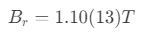 B_r = 1.10(13)T